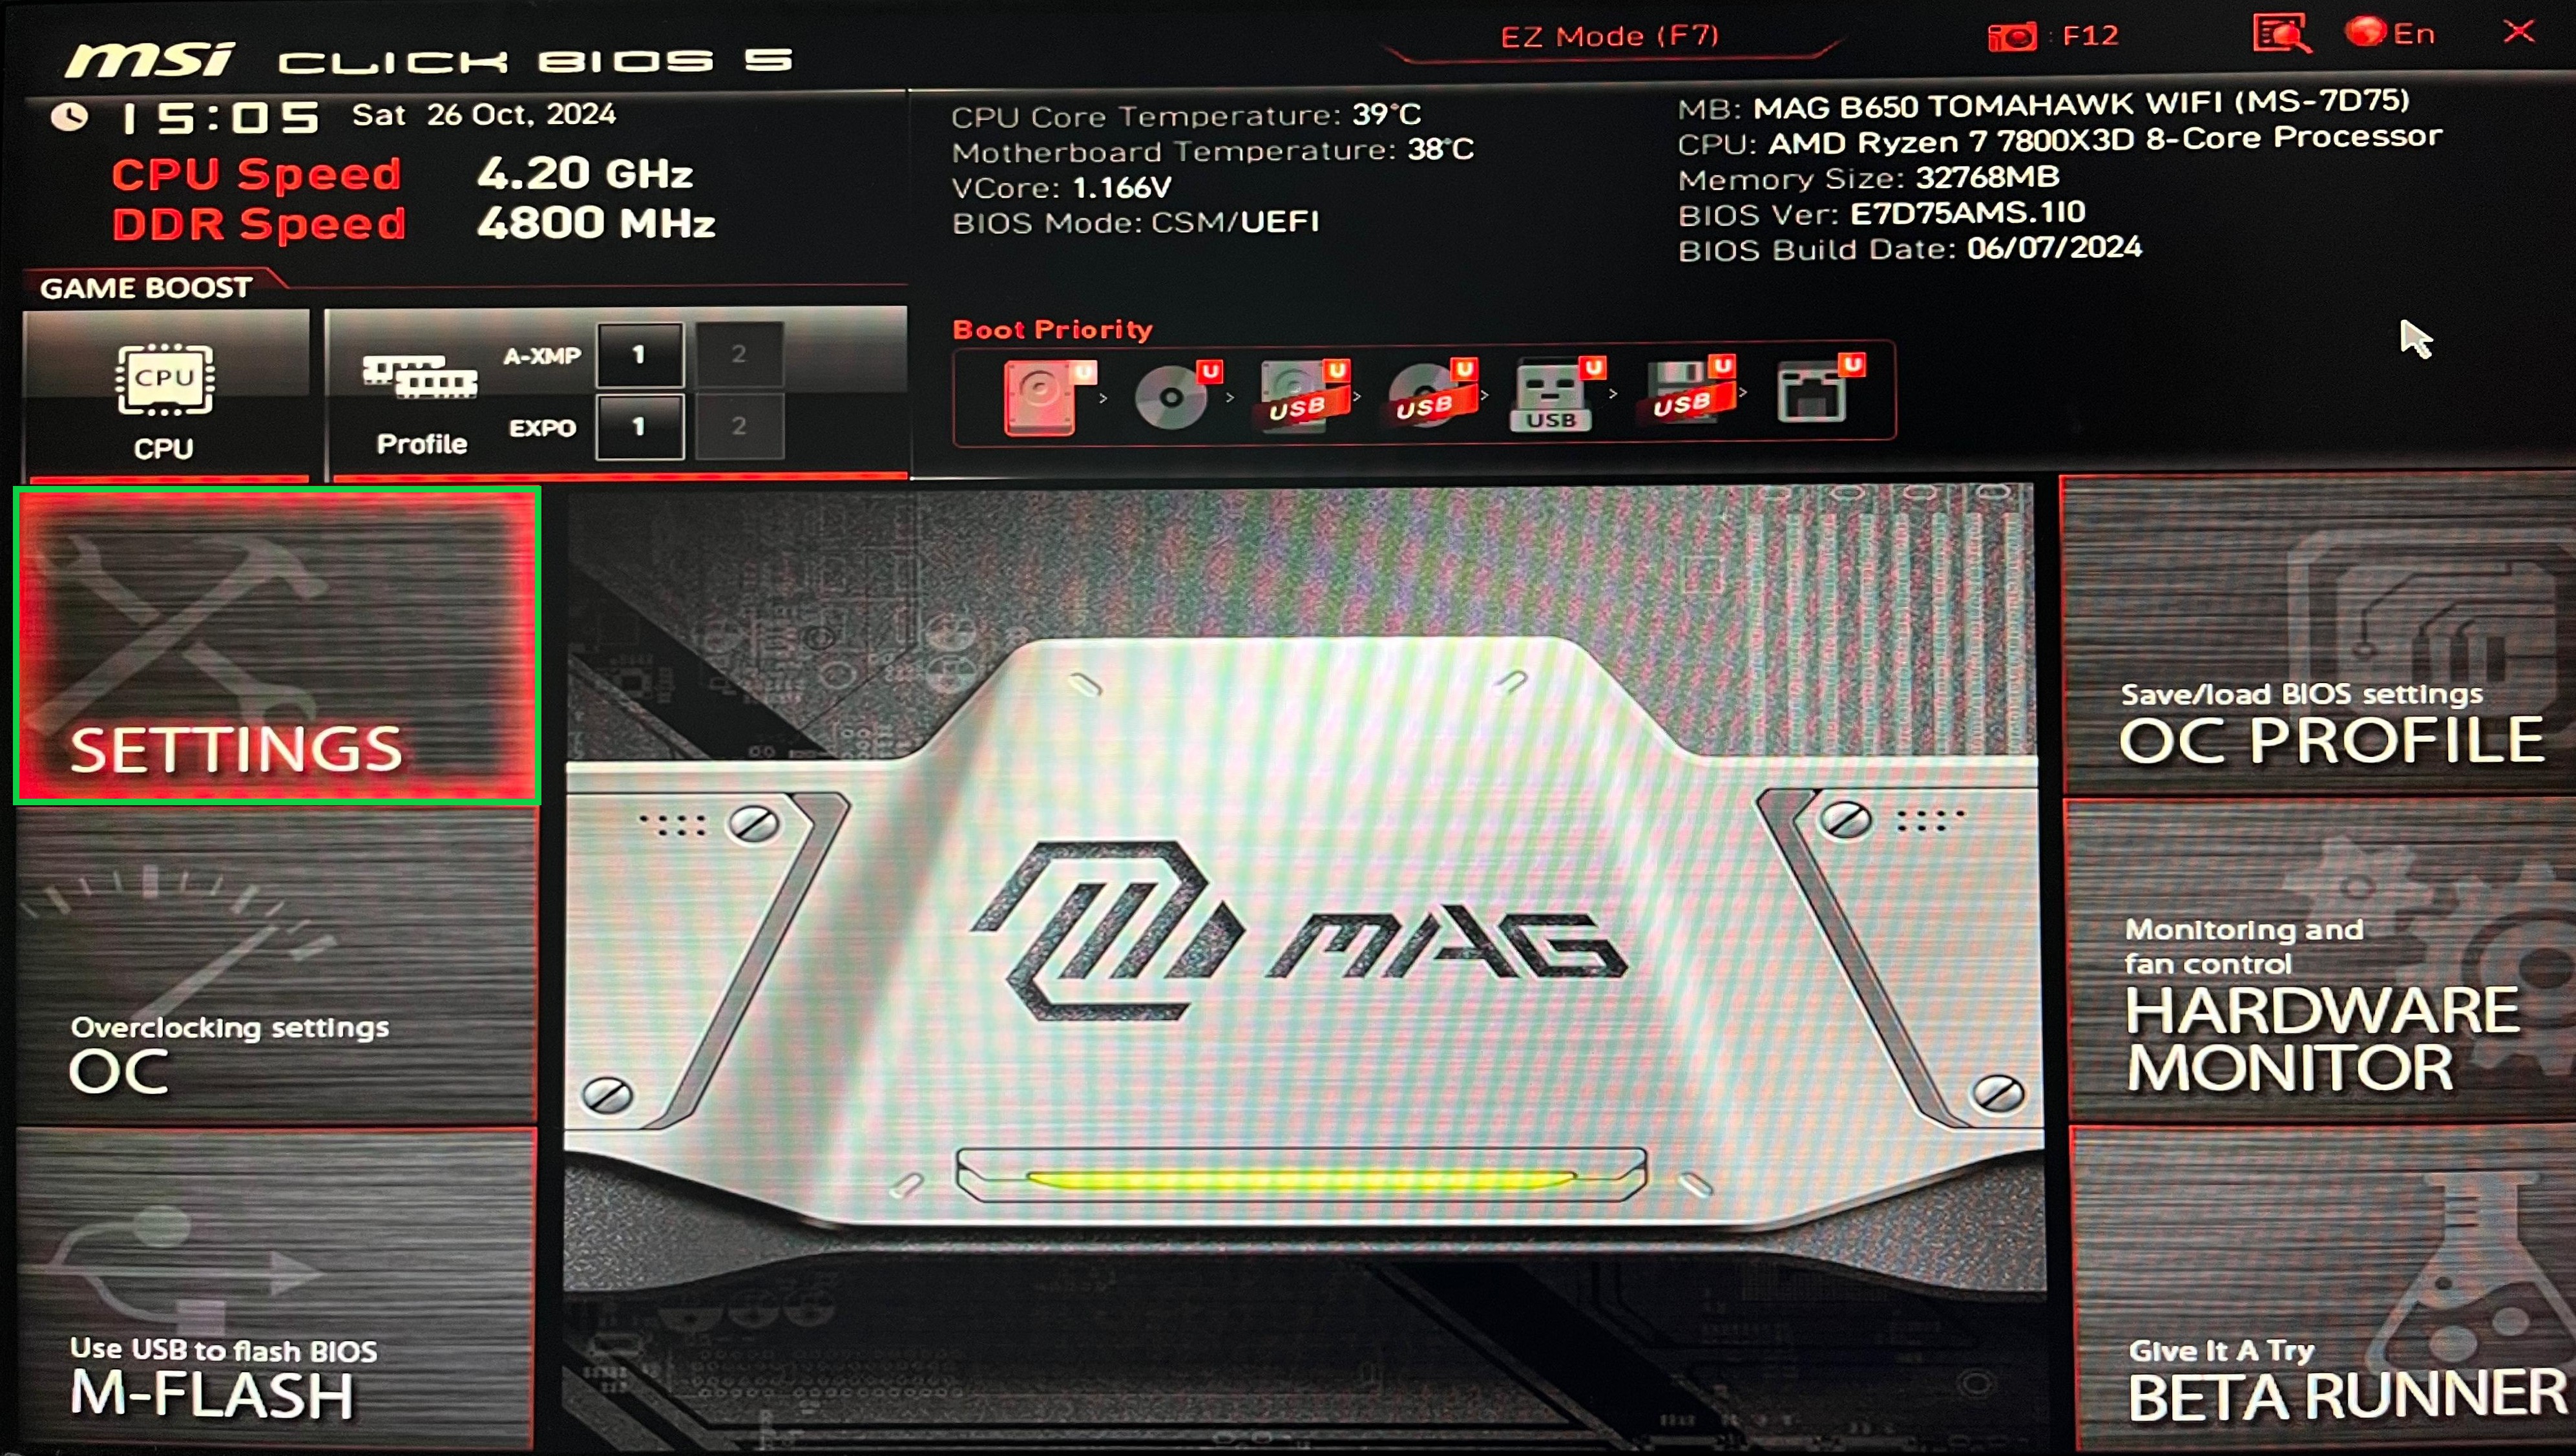 msi CLICK BIOS 5
EZ Mode (F7)
: F12
En
15:05 Sat 26 Oct, 2024
CPU Speed 4.20 GHz
DDR Speed 4800 MHz
CPU Core Temperature: 39°C
Motherboard Temperature: 38°C
VCore: 1.166V
BIOS Mode: CSM/UEFI
MB: MAG B650 TOMAHAWK WIFI (MS-7D75)
CPU: AMD Ryzen 7 7800X3D 8-Core Processor
Memory Size: 32768MB
BIOS Ver: E7D75AMS.1I0
BIOS Build Date: 06/07/2024
GAME BOOST
CPU
CPU
Profile
A-XMP 1 2
EXPO 1 2
Boot Priority
U U U U U U U
USB USB USB USB
SETTINGS
Overclocking settings
OC
Use USB to flash BIOS
M-FLASH
MAG
Save/load BIOS settings
OC PROFILE
Monitoring and
fan control
HARDWARE
MONITOR
Give It A Try
BETA RUNNER